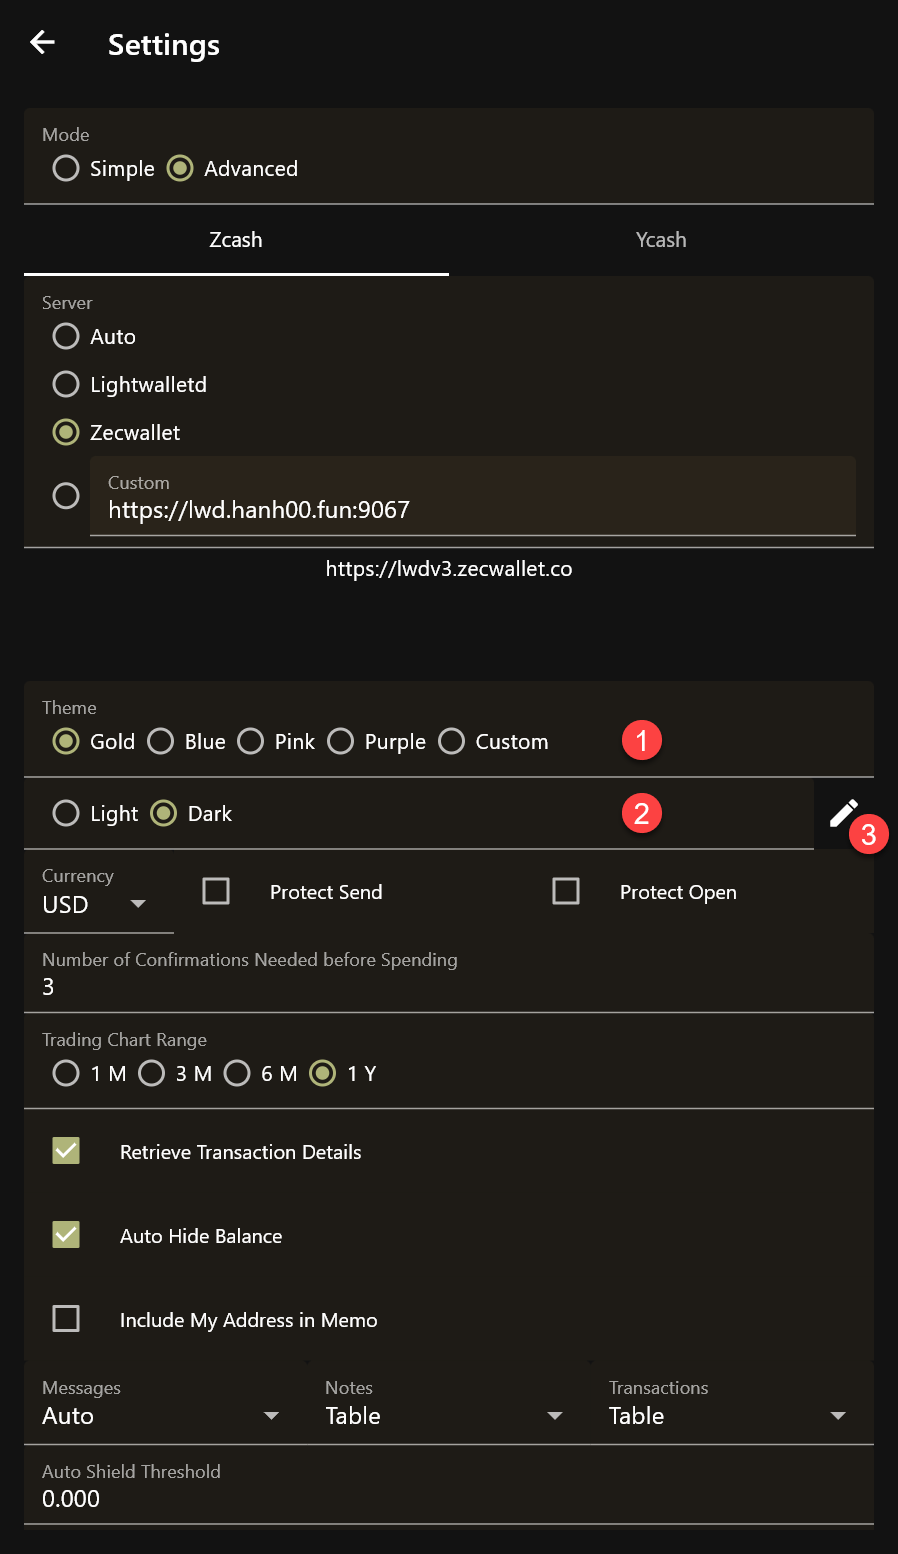 Settings
Mode
Simple Advanced
Zcash Ycash
Server
Auto
Lightwalletd
Zecwallet
Custom
https://lwd.hanh00.fun:9067
https://lwdv3.zecwallet.co
Theme
Gold Blue Pink Purple Custom 1
Light Dark 2
3
Currency
USD Protect Send Protect Open
Number of Confirmations Needed before Spending
3
Trading Chart Range
1 M 3 M 6 M 1 Y
Retrieve Transaction Details
Auto Hide Balance
Include My Address in Memo
Messages Notes Transactions
Auto Table Table
Auto Shield Threshold
0.000